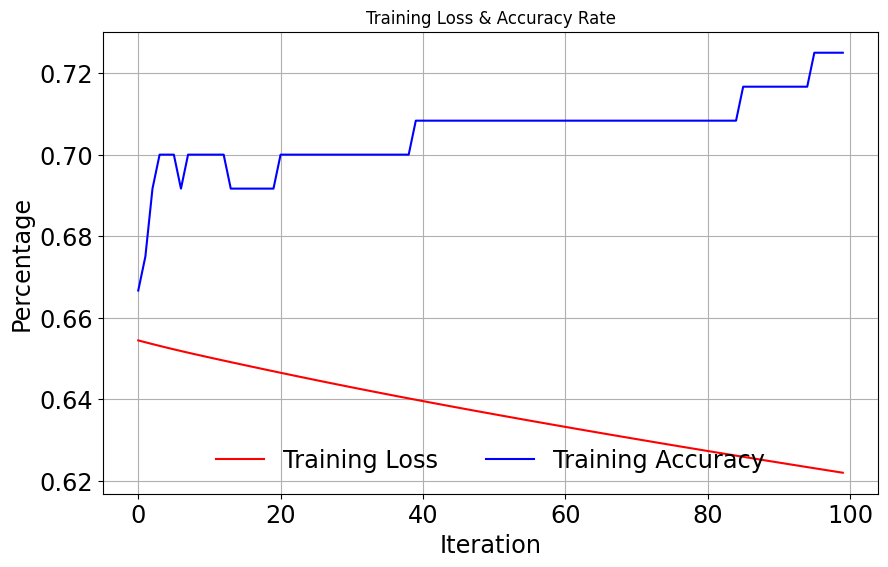 Training Loss & Accuracy Rate
0.72
0.70
0.68
0.66
0.64
0.62
Percentage
Training Loss
Training Accuracy
0 20 40 60 80 100
Iteration